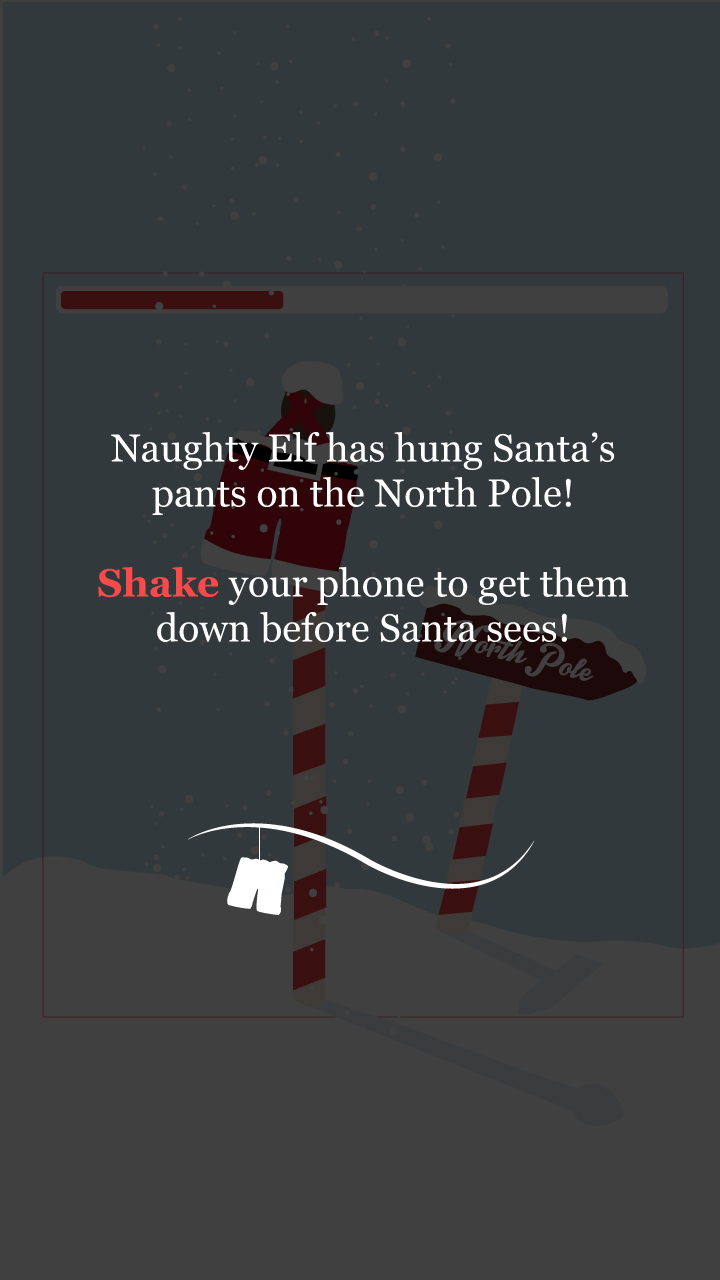 Naughty Elf has hung Santa’s
pants on the North Pole!
Shake your phone to get them
down before Santa sees!
North Pole